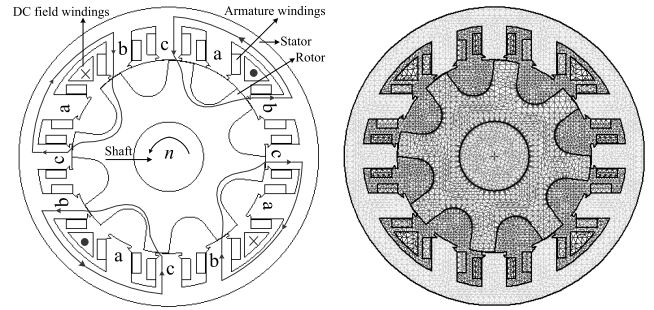 DC field windings
Armature windings
Stator
Rotor
b
c
a
a
b
c
Shaft
n
c
b
a
a
c
b